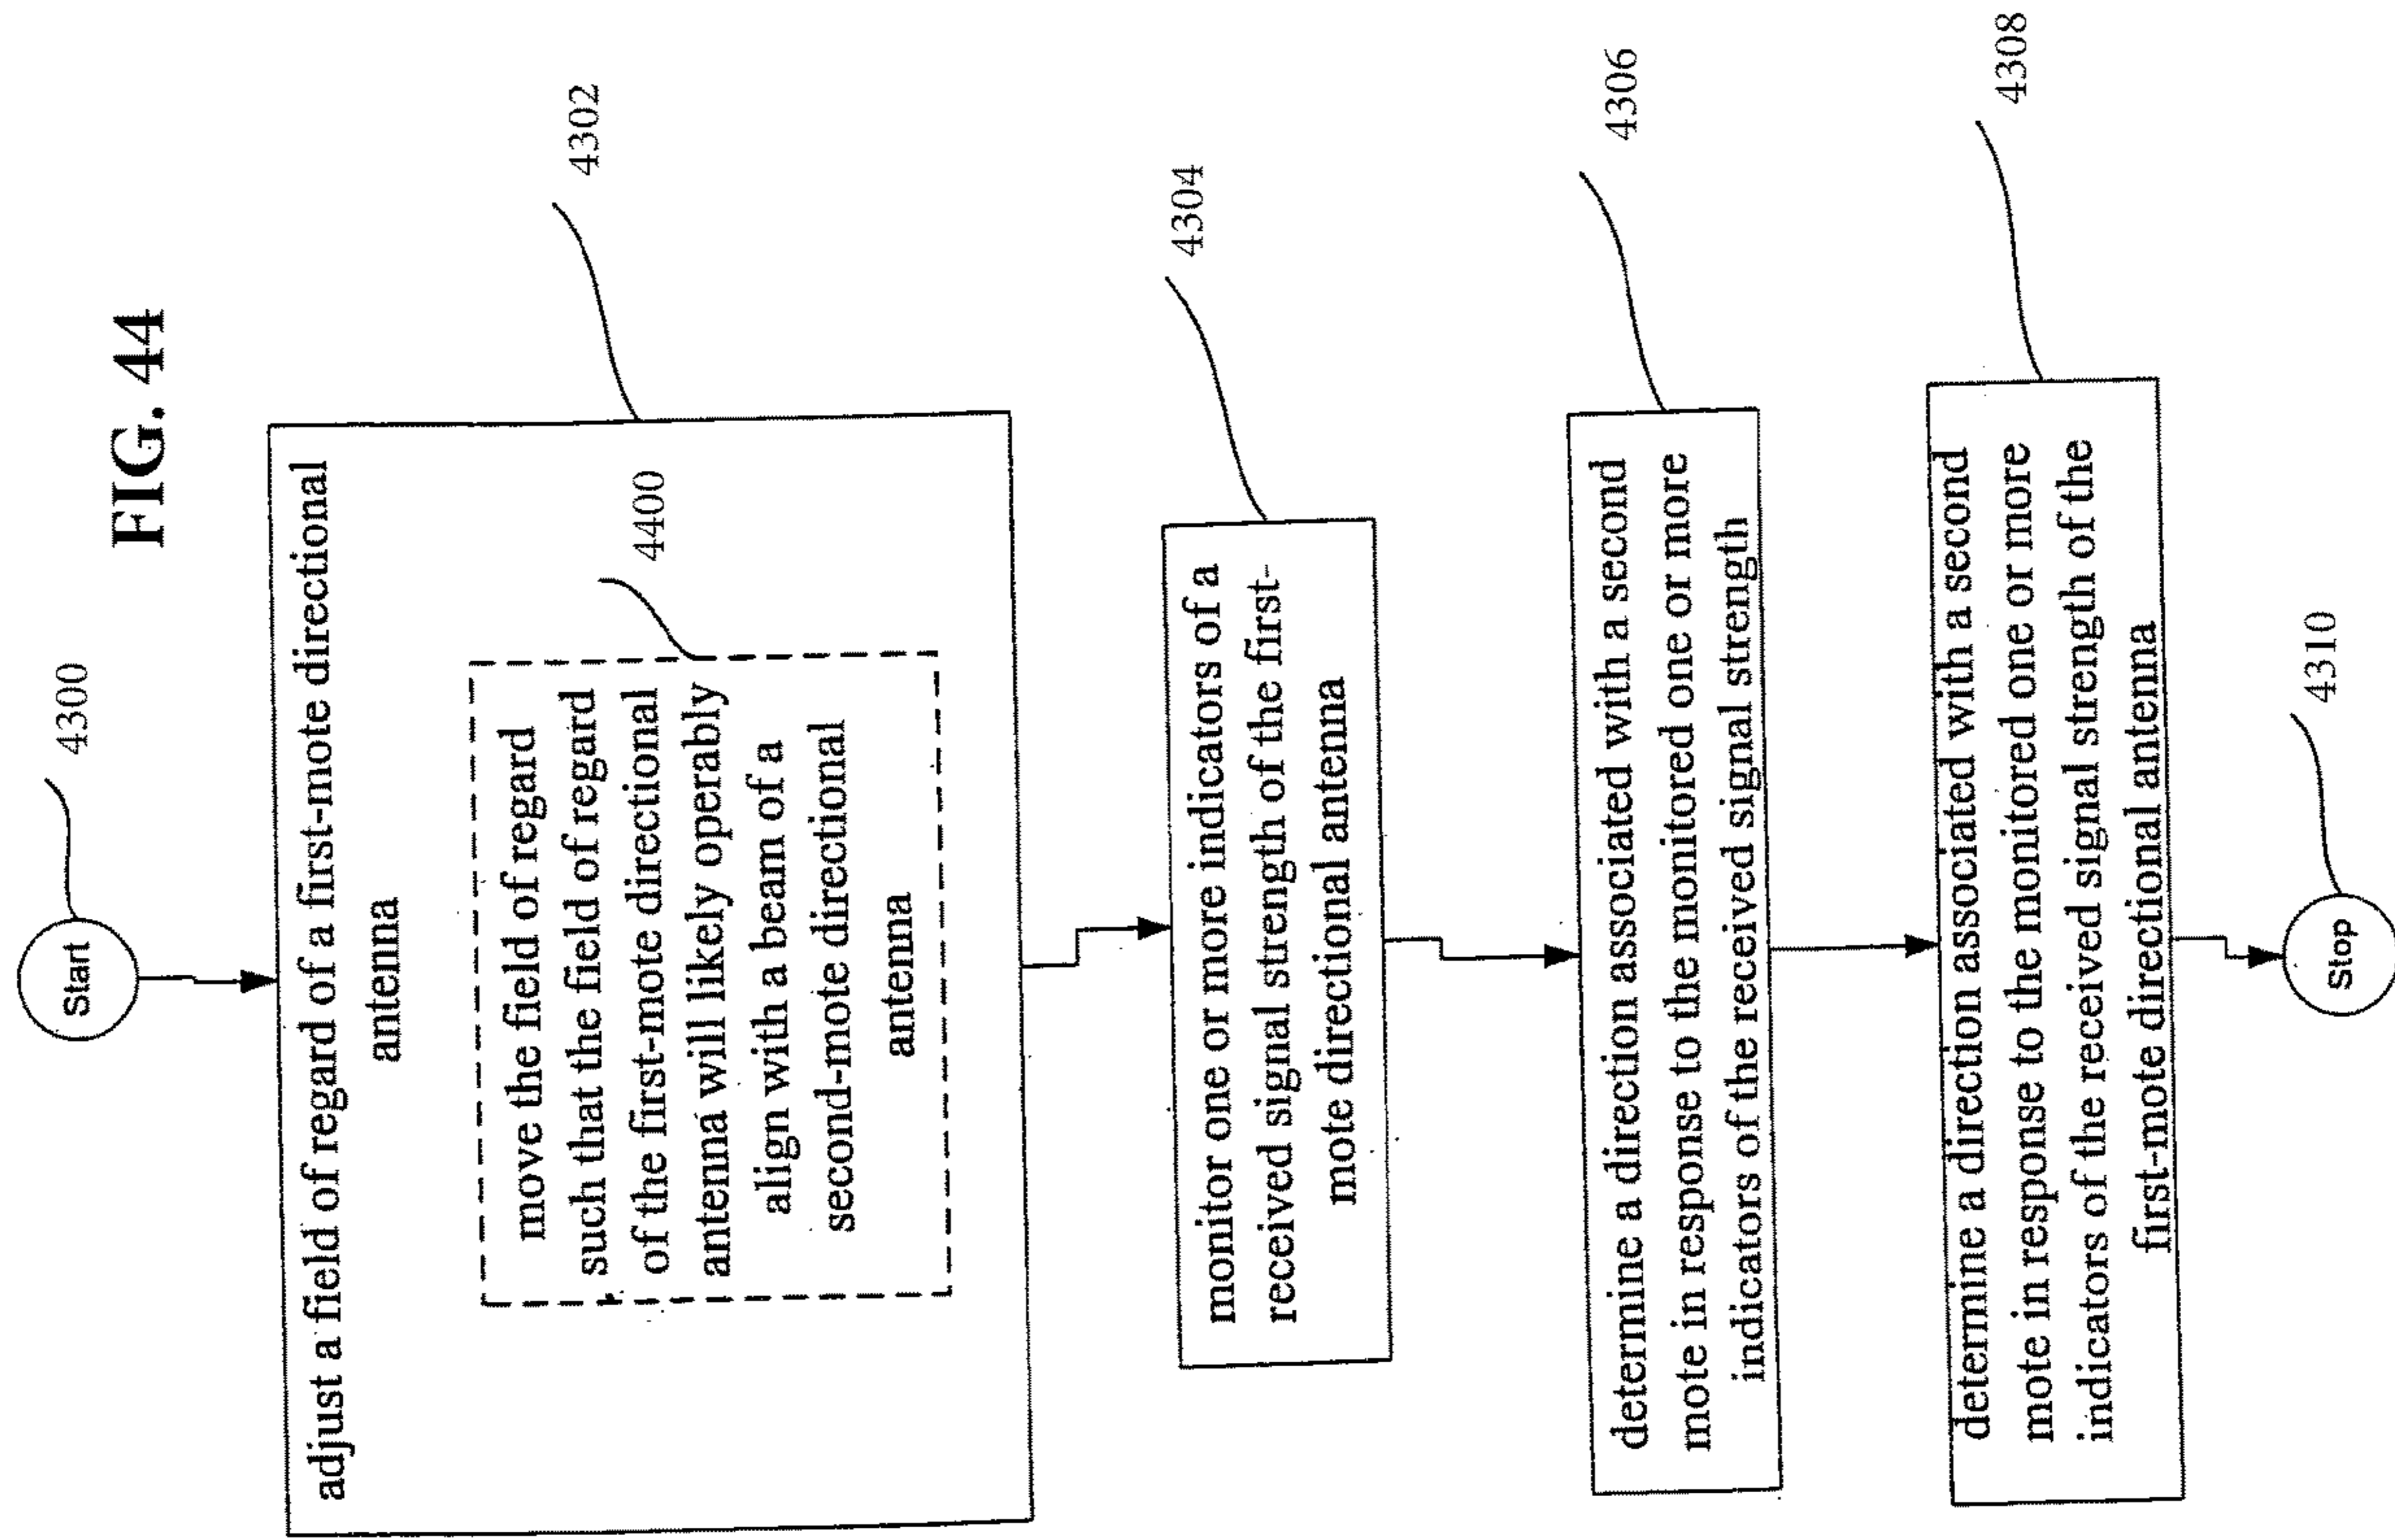 FIG. 44
4300
Start
4302
adjust a field of regard of a first-mote directional
antenna
4400
move the field of regard
such that the field of regard
of the first-mote directional
antenna will likely operably
align with a beam of a
second-mote directional
antenna
4304
monitor one or more indicators of a
received signal strength of the first-
mote directional antenna
4306
determine a direction associated with a second
mote in response to the monitored one or more
indicators of the received signal strength
4308
determine a direction associated with a second
mote in response to the monitored one or more
indicators of the received signal strength of the
first-mote directional antenna
4310
Stop